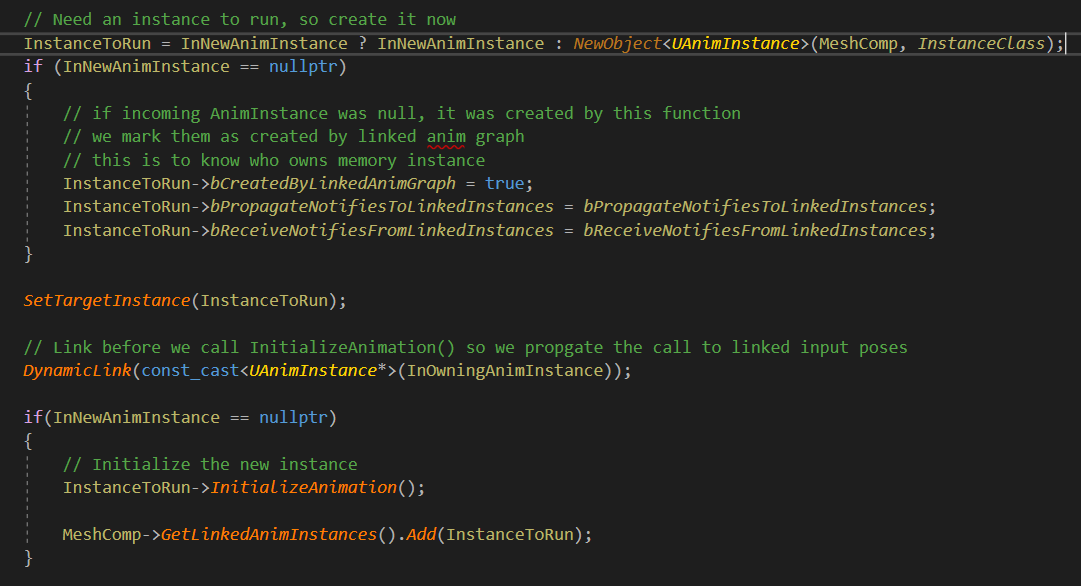 // Need an instance to run, so create it now
InstanceToRun = InNewAnimInstance ? InNewAnimInstance : NewObject<UAnimInstance>(MeshComp, InstanceClass);
if (InNewAnimInstance == nullptr)
{
// if incoming AnimInstance was null, it was created by this function
// we mark them as created by linked anim graph
// this is to know who owns memory instance
InstanceToRun->bCreatedByLinkedAnimGraph = true;
InstanceToRun->bPropagateNotifiesToLinkedInstances = bPropagateNotifiesToLinkedInstances;
InstanceToRun->bReceiveNotifiesFromLinkedInstances = bReceiveNotifiesFromLinkedInstances;
}
SetTargetInstance(InstanceToRun);
// Link before we call InitializeAnimation() so we propgate the call to linked input poses
DynamicLink(const_cast<UAnimInstance*>(InOwningAnimInstance));
if(InNewAnimInstance == nullptr)
{
// Initialize the new instance
InstanceToRun->InitializeAnimation();
MeshComp->GetLinkedAnimInstances().Add(InstanceToRun);
}